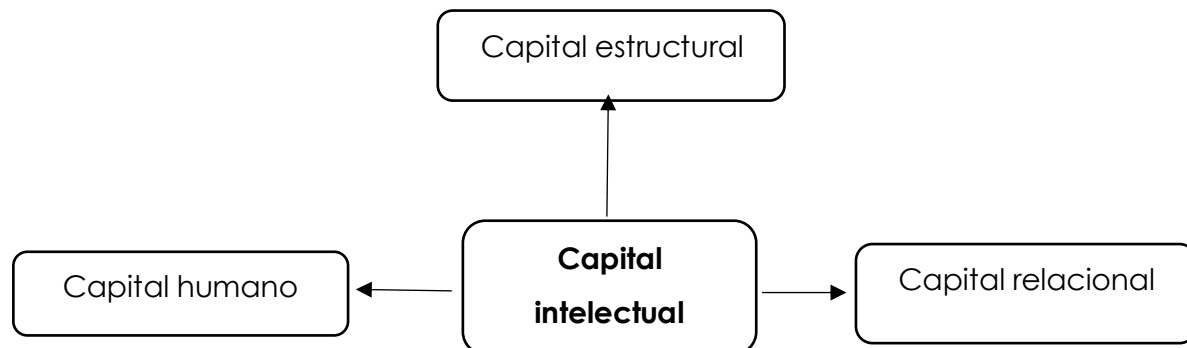 Capital estructural
Capital humano
Capital
intelectual
Capital relacional